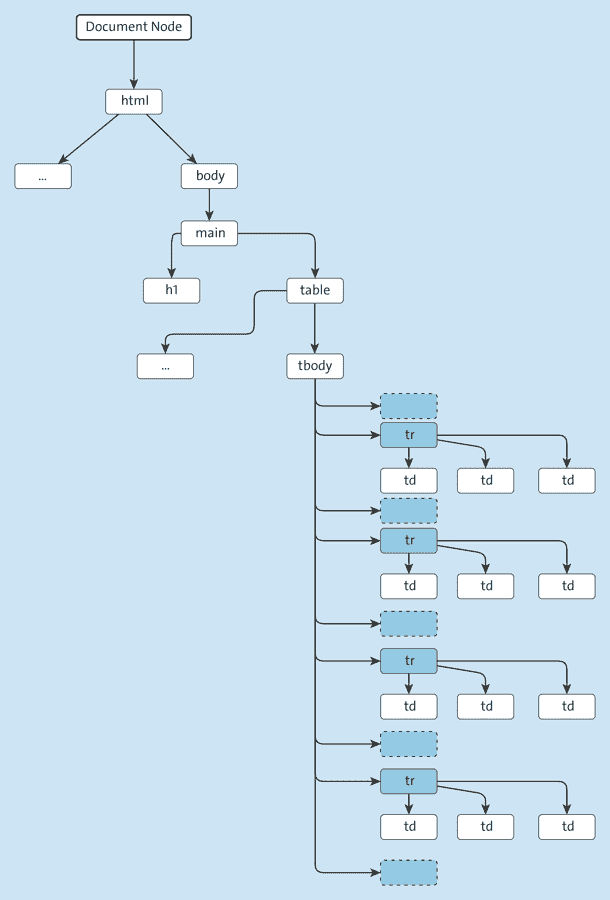 Document Node
html
...
body
main
h1
table
...
tbody
tr
td
td
td
tr
td
td
td
tr
td
td
td
tr
td
td
td